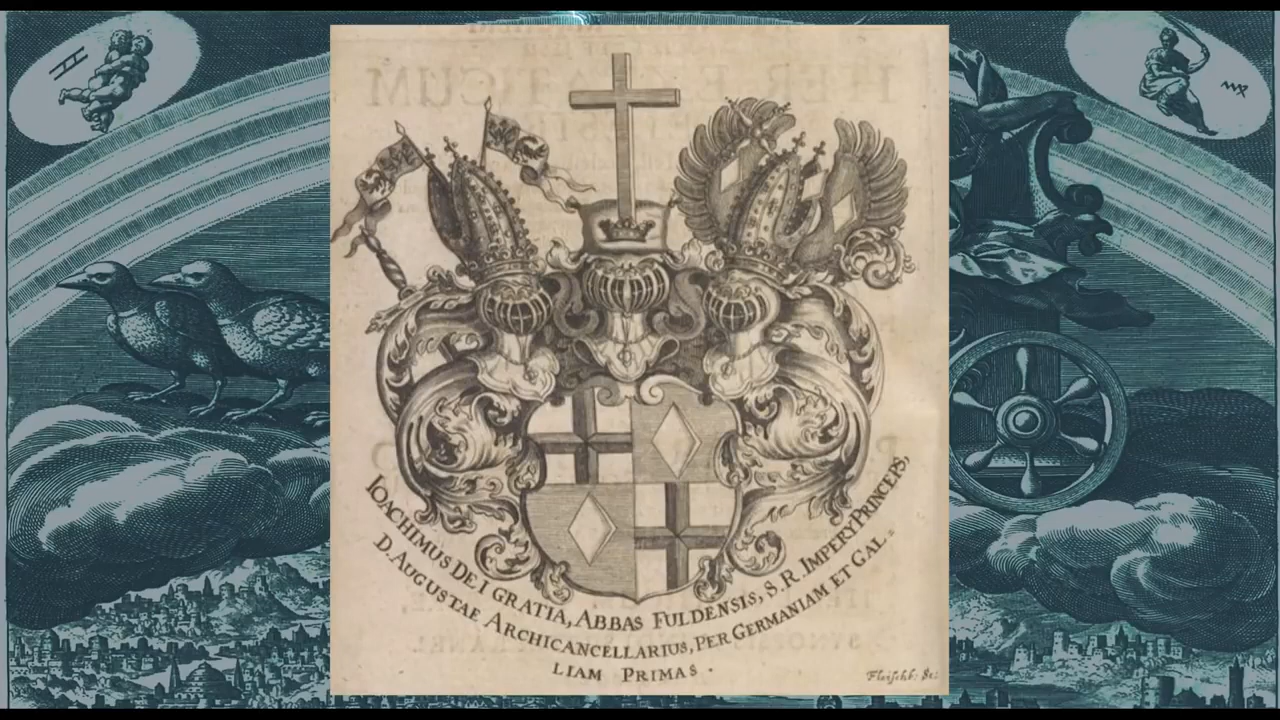 IOACHIMUS DEI GRATIA, ABBAS FULDENSIS, S. R. IMPERY PRINCEPS,
D. AUGUSTAE ARCHICANCELLARIUS, PER GERMANIAM ET GAL=
LIAM PRIMAS.